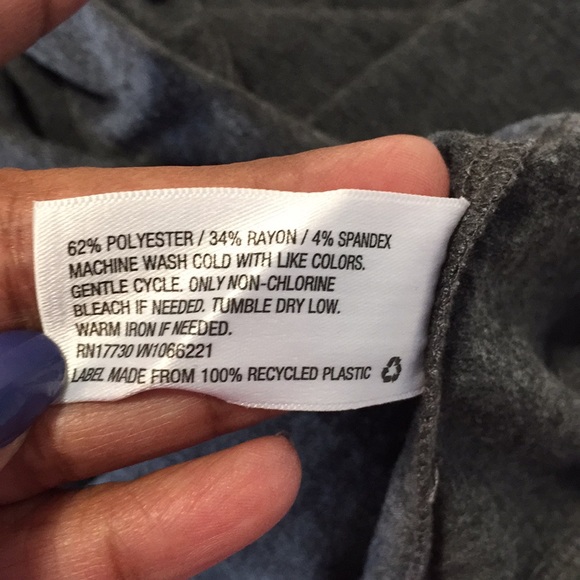 62% POLYESTER / 34% RAYON / 4% SPANDEX
MACHINE WASH COLD WITH LIKE COLORS.
GENTLE CYCLE. ONLY NON-CHLORINE
BLEACH IF NEEDED. TUMBLE DRY LOW.
WARM IRON IF NEEDED.
RN17730 VN1066221
LABEL MADE FROM 100% RECYCLED PLASTIC